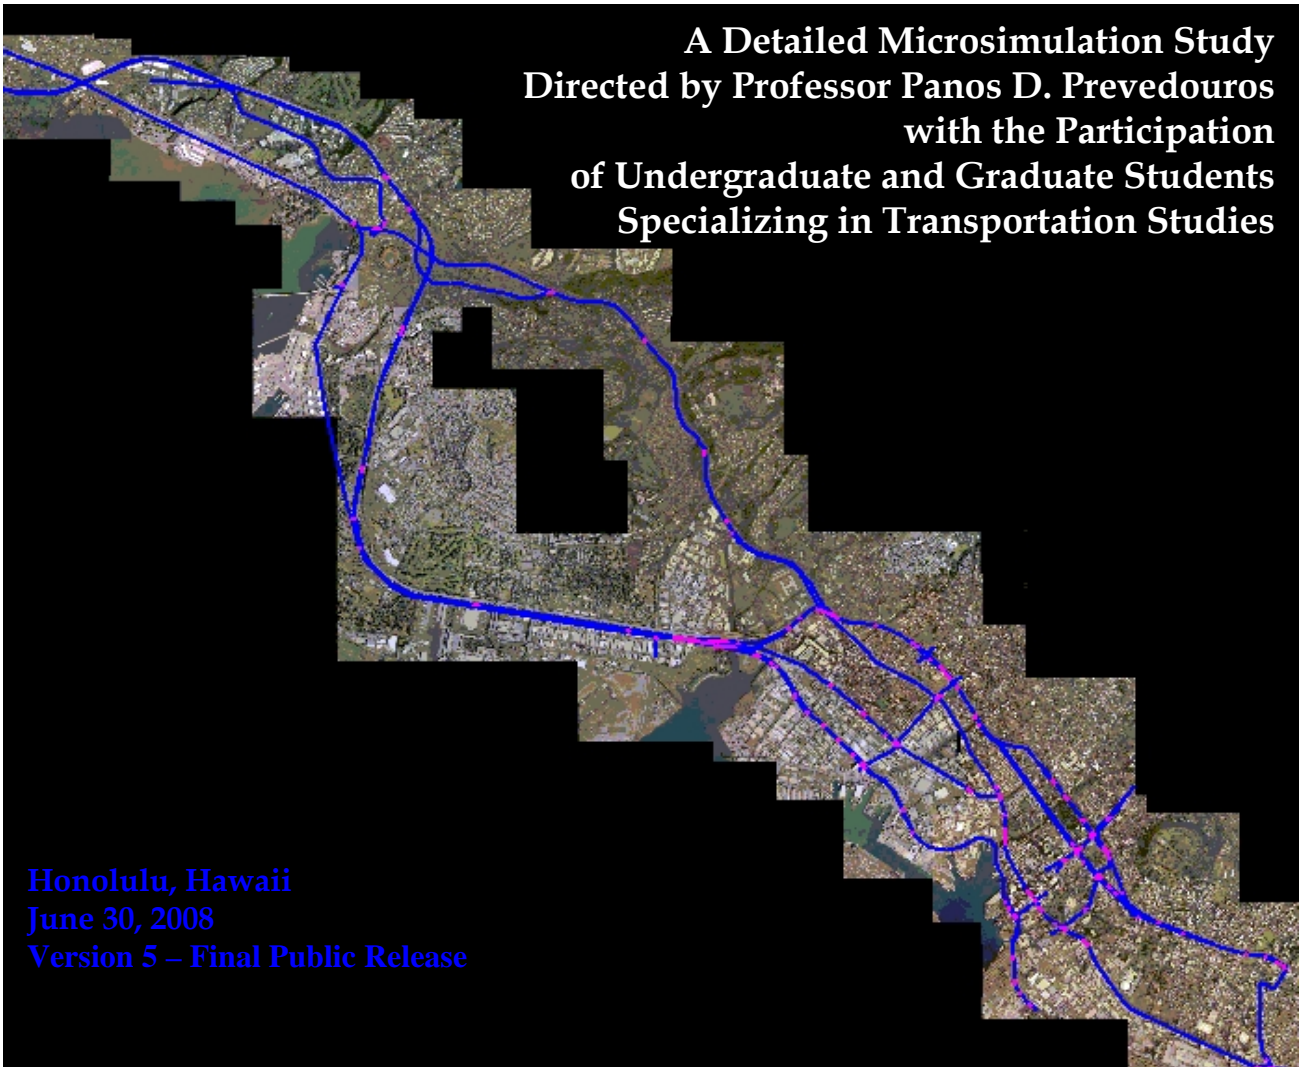 A Detailed Microsimulation Study
Directed by Professor Panos D. Prevedouros
with the Participation
of Undergraduate and Graduate Students
Specializing in Transportation Studies
Honolulu, Hawaii
June 30, 2008
Version 5 – Final Public Release